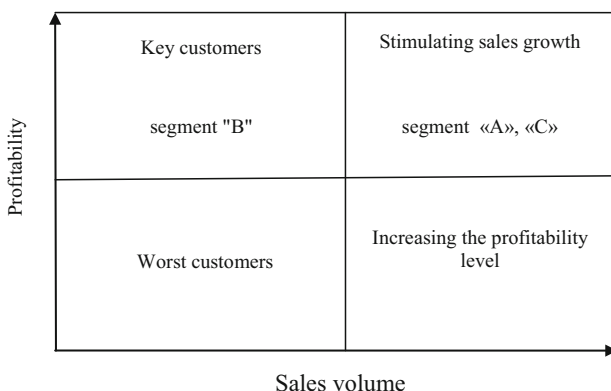 Key customers
Stimulating sales growth
segment "B"
segment «A», «C»
Profitability
Worst customers
Increasing the profitability
level
Sales volume